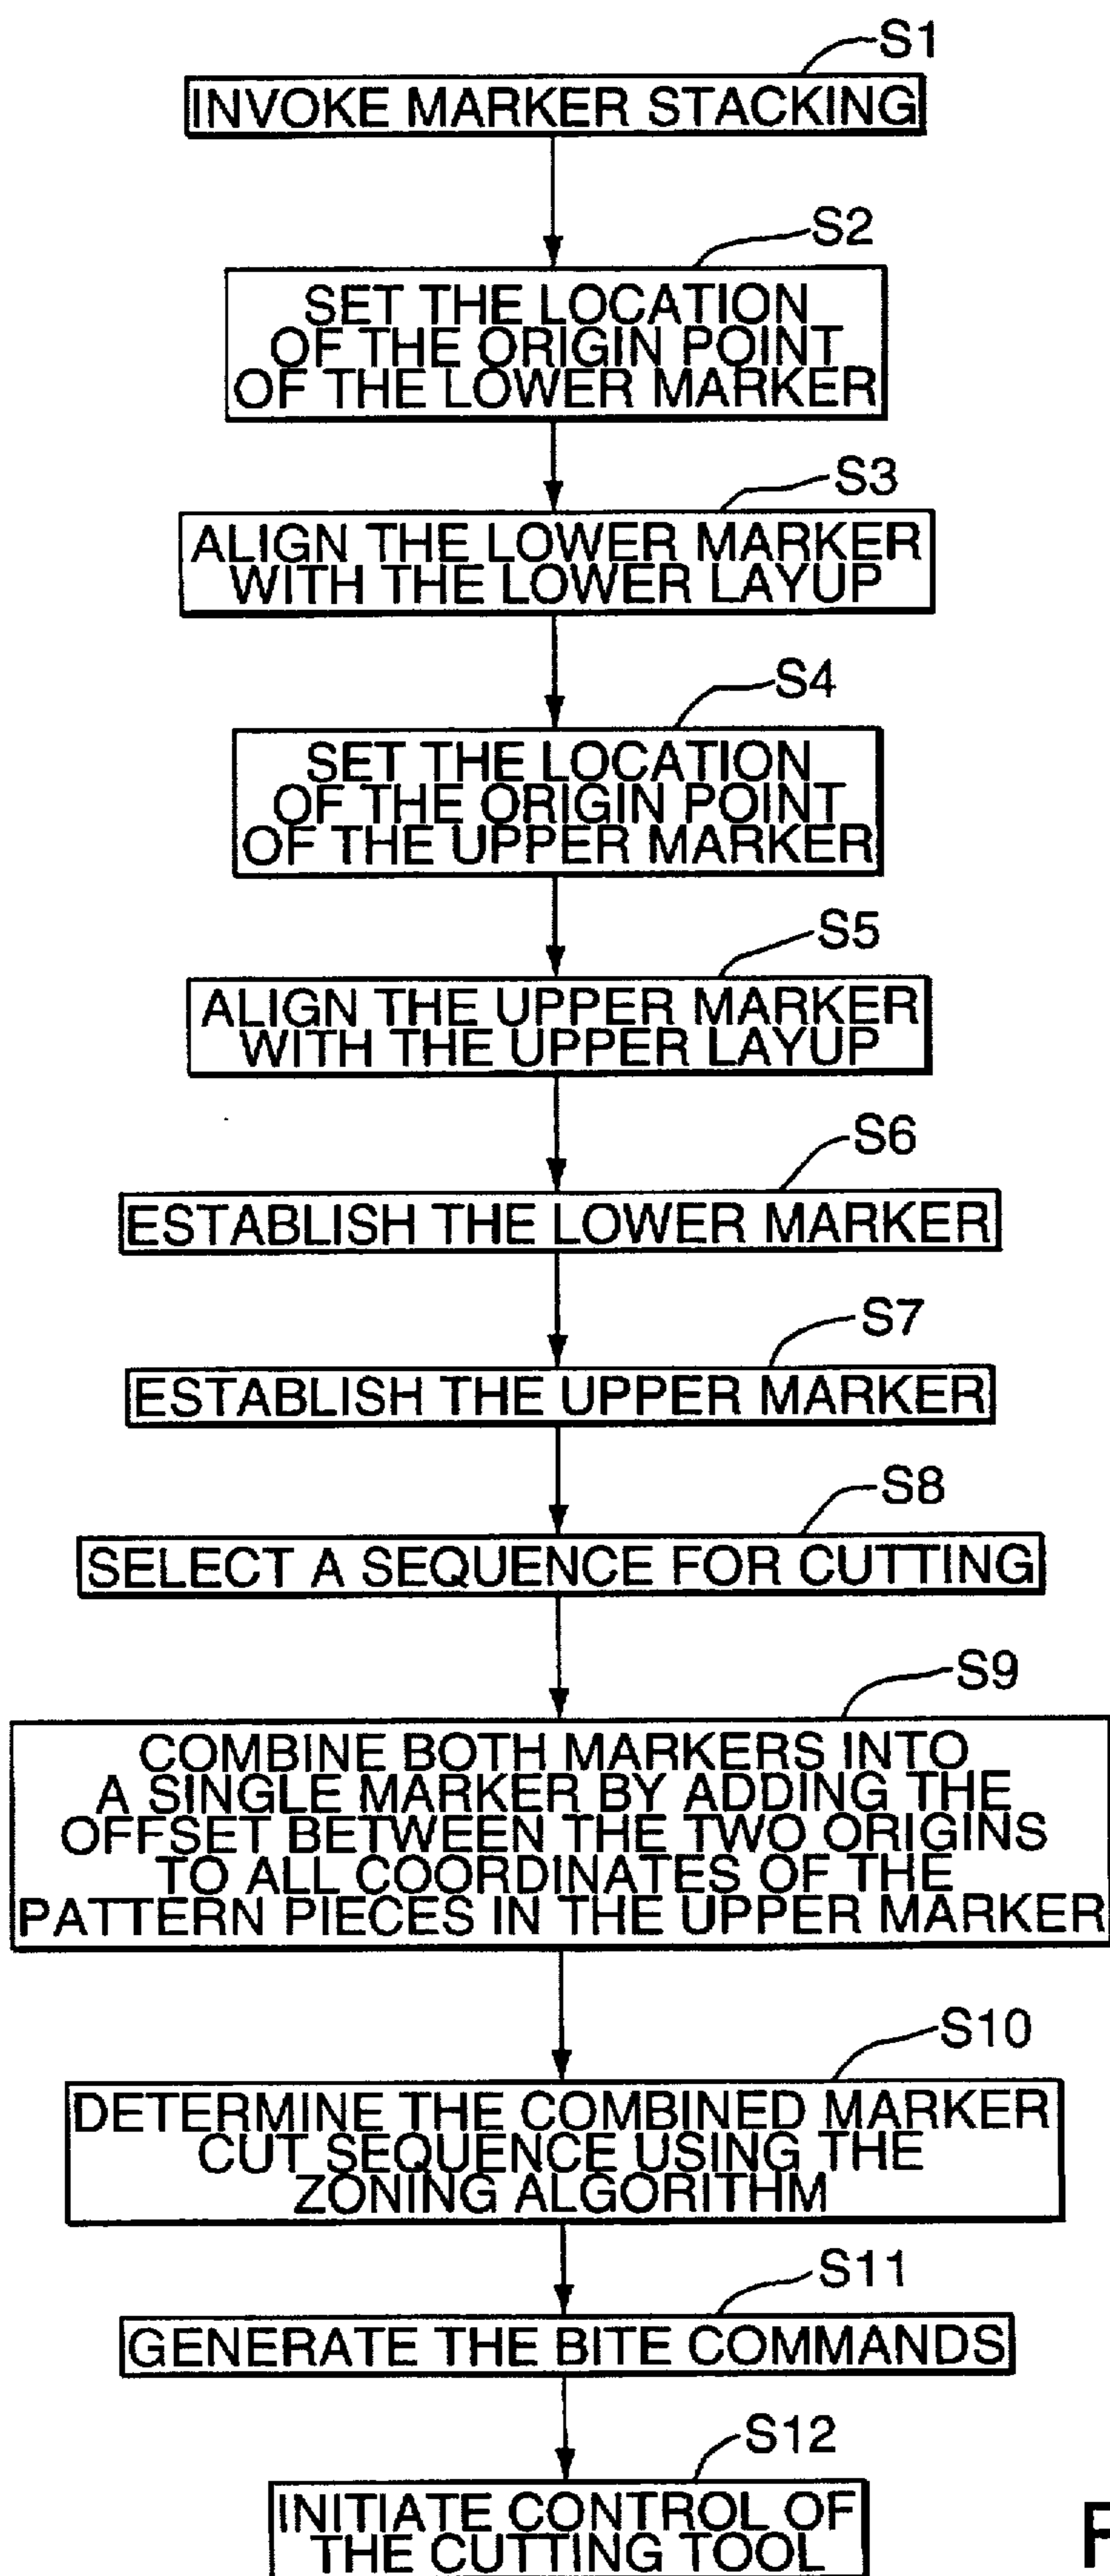 S1
INVOKE MARKER STACKING
S2
SET THE LOCATION
OF THE ORIGIN POINT
OF THE LOWER MARKER
S3
ALIGN THE LOWER MARKER
WITH THE LOWER LAYUP
S4
SET THE LOCATION
OF THE ORIGIN POINT
OF THE UPPER MARKER
S5
ALIGN THE UPPER MARKER
WITH THE UPPER LAYUP
S6
ESTABLISH THE LOWER MARKER
S7
ESTABLISH THE UPPER MARKER
S8
SELECT A SEQUENCE FOR CUTTING
S9
COMBINE BOTH MARKERS INTO
A SINGLE MARKER BY ADDING THE
OFFSET BETWEEN THE TWO ORIGINS
TO ALL COORDINATES OF THE
PATTERN PIECES IN THE UPPER MARKER
S10
DETERMINE THE COMBINED MARKER
CUT SEQUENCE USING THE
ZONING ALGORITHM
S11
GENERATE THE BITE COMMANDS
S12
INITIATE CONTROL OF
THE CUTTING TOOL